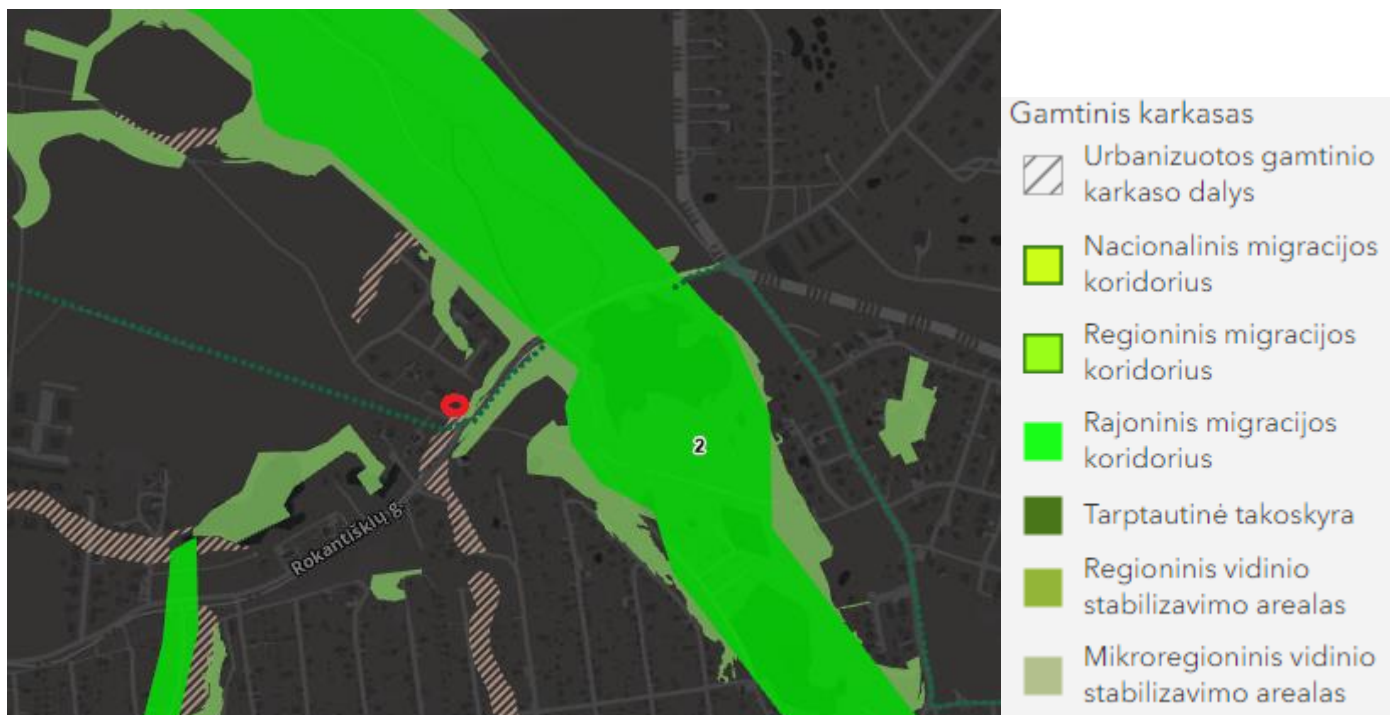 2
Rokantiškių g.
Gamtinis karkasas
Urbanizuotos gamtinio
karkaso dalys
Nacionalinis migracijos
koridorius
Regioninis migracijos
koridorius
Rajoninis migracijos
koridorius
Tarptautinė takoskyra
Regioninis vidinio
stabilizavimo arealas
Mikroregioninis vidinio
stabilizavimo arealas